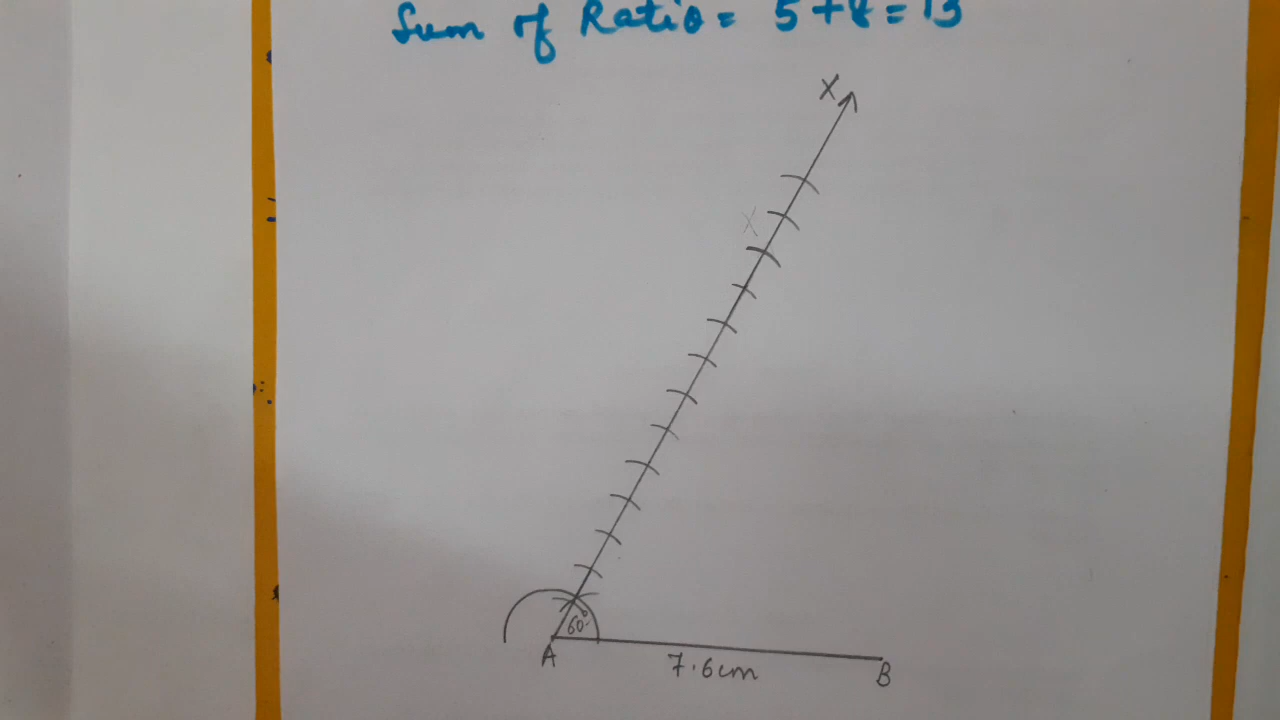 Sum of Ratio = 5+8=13
X
X
60°
A
7.6cm
B